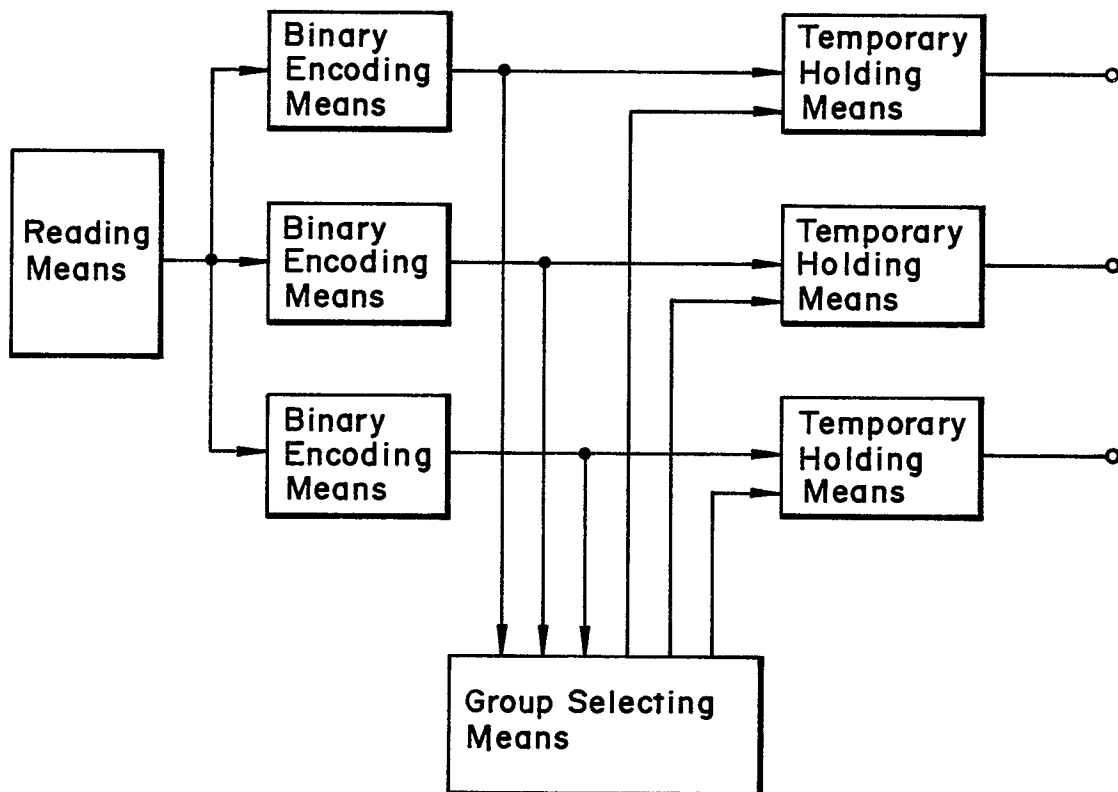 Binary
Encoding
Means
Temporary
Holding
Means
Reading
Means
Binary
Encoding
Means
Temporary
Holding
Means
Binary
Encoding
Means
Temporary
Holding
Means
Group Selecting
Means